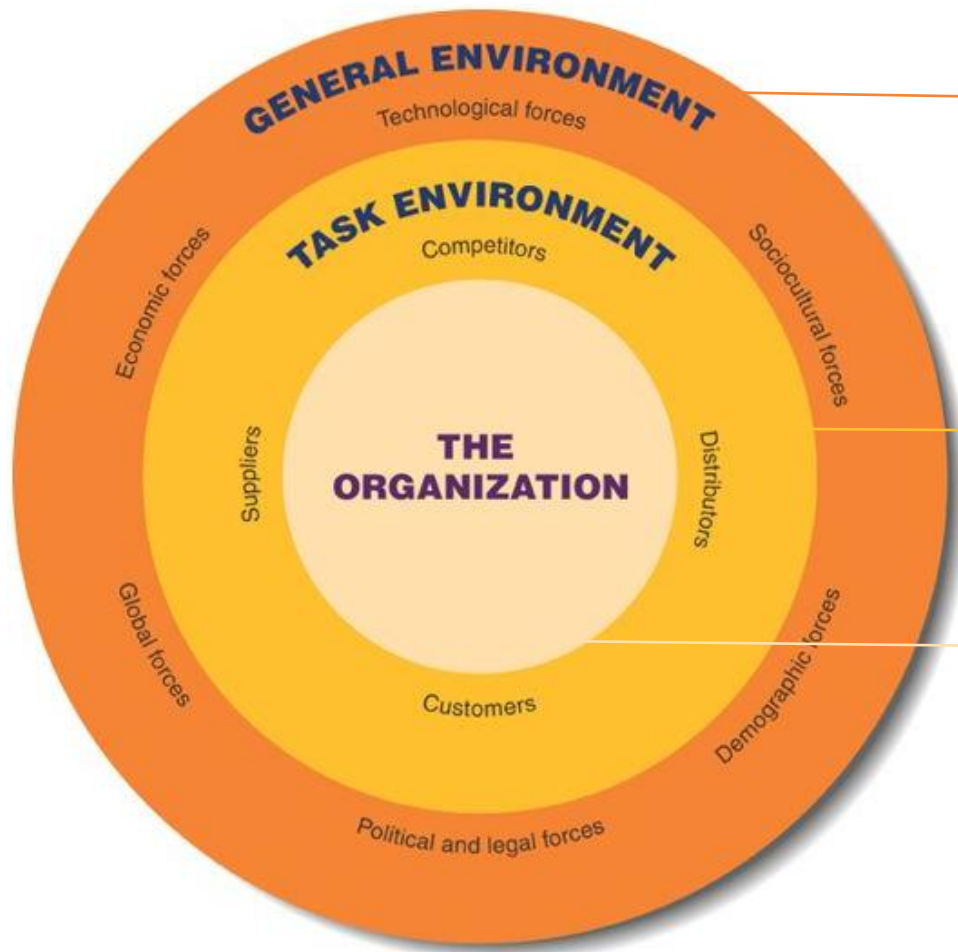 GENERAL ENVIRONMENT
Technological forces
Economic forces
Sociocultural forces
Global forces
Demographic forces
Political and legal forces
TASK ENVIRONMENT
Competitors
Suppliers
Distributors
Customers
THE
ORGANIZATION